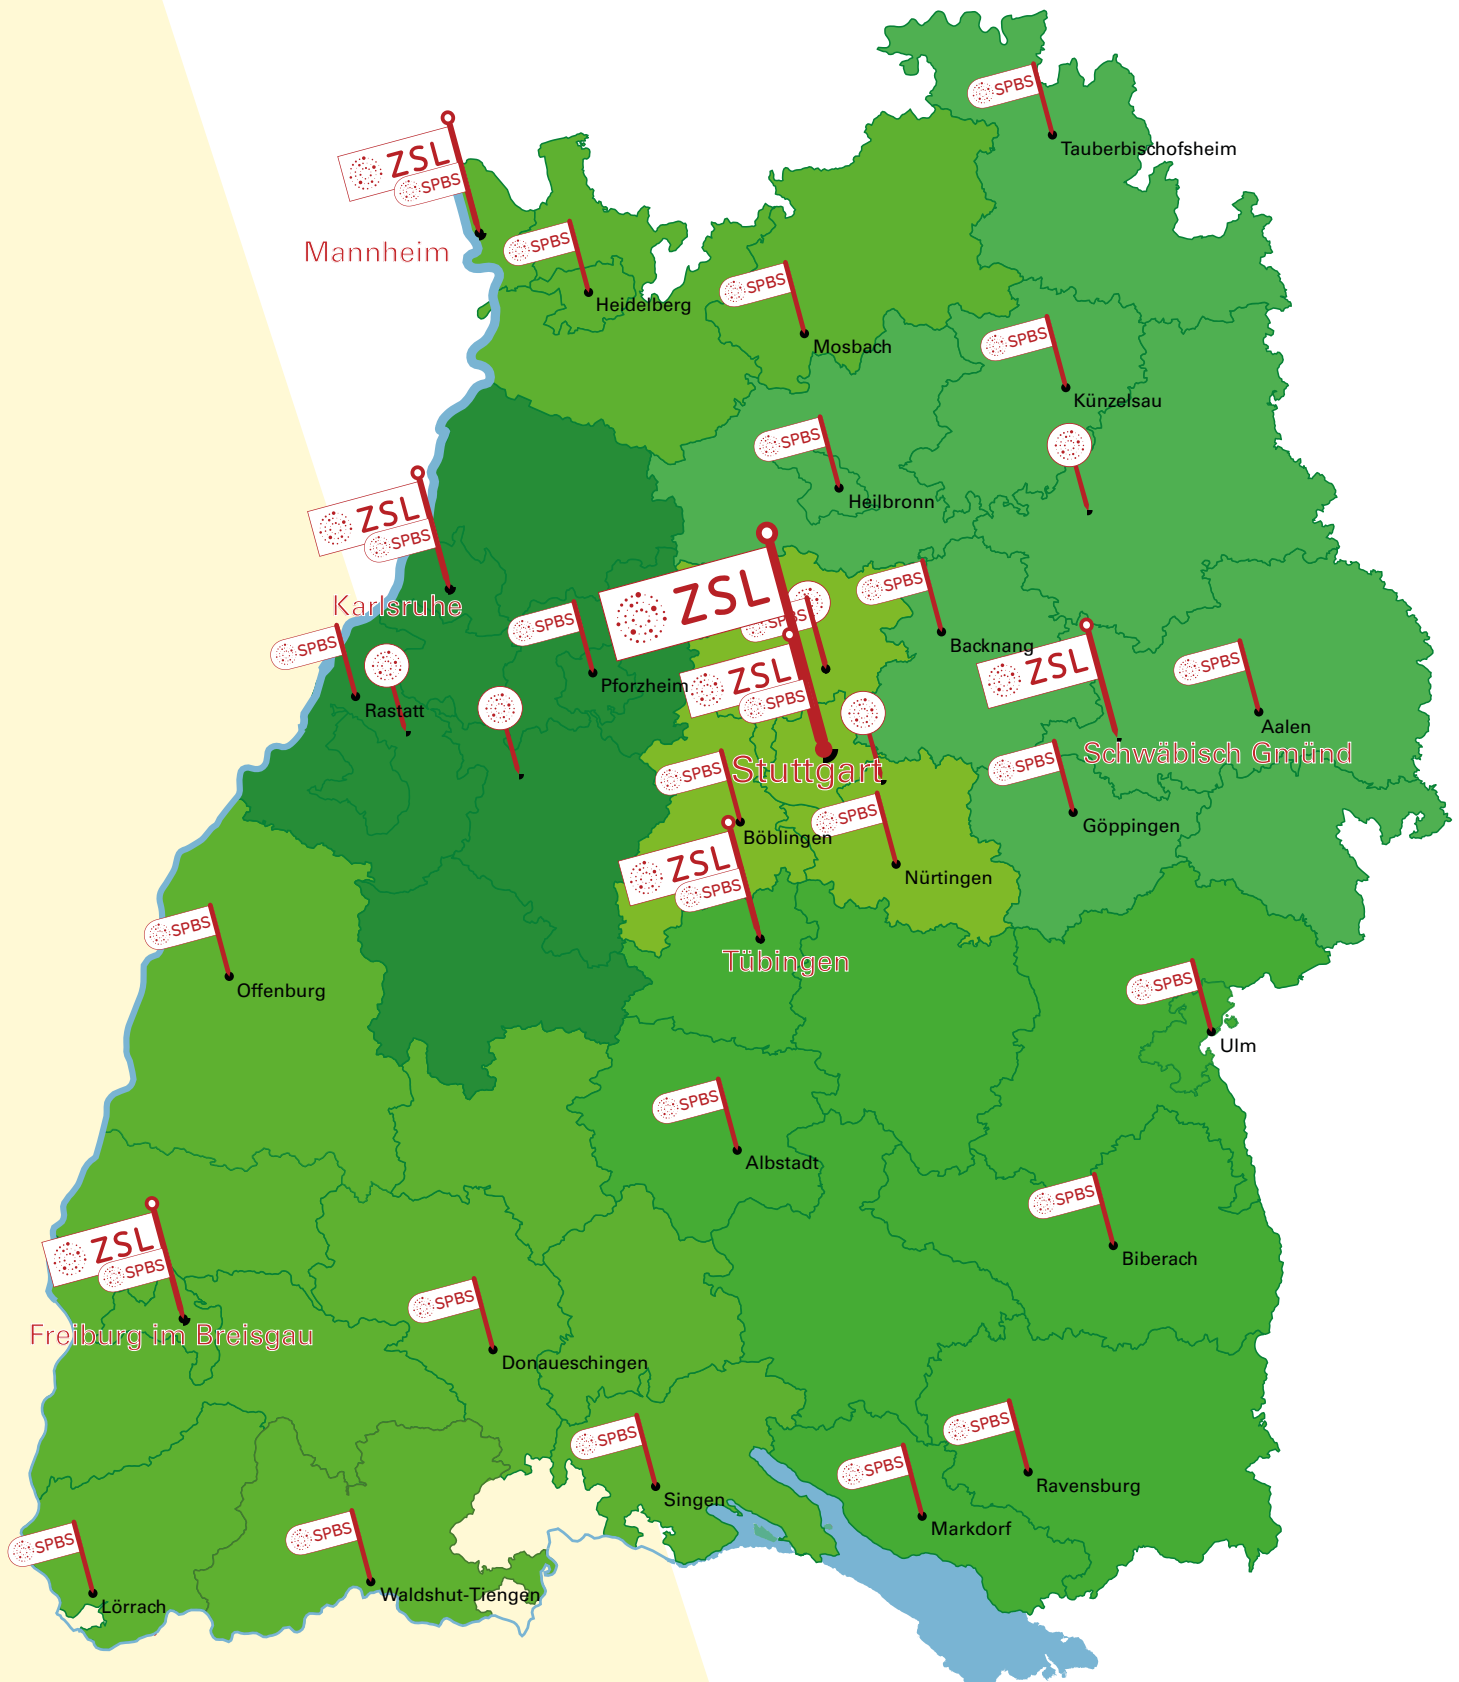 SPBS
Tauberbischofsheim
ZSL
SPBS
Mannheim
SPBS
Heidelberg
SPBS
Mosbach
SPBS
Künzelsau
SPBS
Heilbronn
ZSL
SPBS
Karlsruhe
ZSL
SPBS
SPBS
Backnang
SPBS
Pforzheim
SPBS
Rastatt
ZSL
SPBS
Stuttgart
ZSL
Schwäbisch Gmünd
SPBS
Aalen
SPBS
Göppingen
SPBS
Böblingen
SPBS
Nürtingen
ZSL
SPBS
Tübingen
SPBS
Offenburg
SPBS
Ulm
SPBS
Albstadt
SPBS
Biberach
ZSL
SPBS
Freiburg im Breisgau
SPBS
Donaueschingen
SPBS
Singen
SPBS
Ravensburg
SPBS
Markdorf
SPBS
Lörrach
SPBS
Waldshut-Tiengen